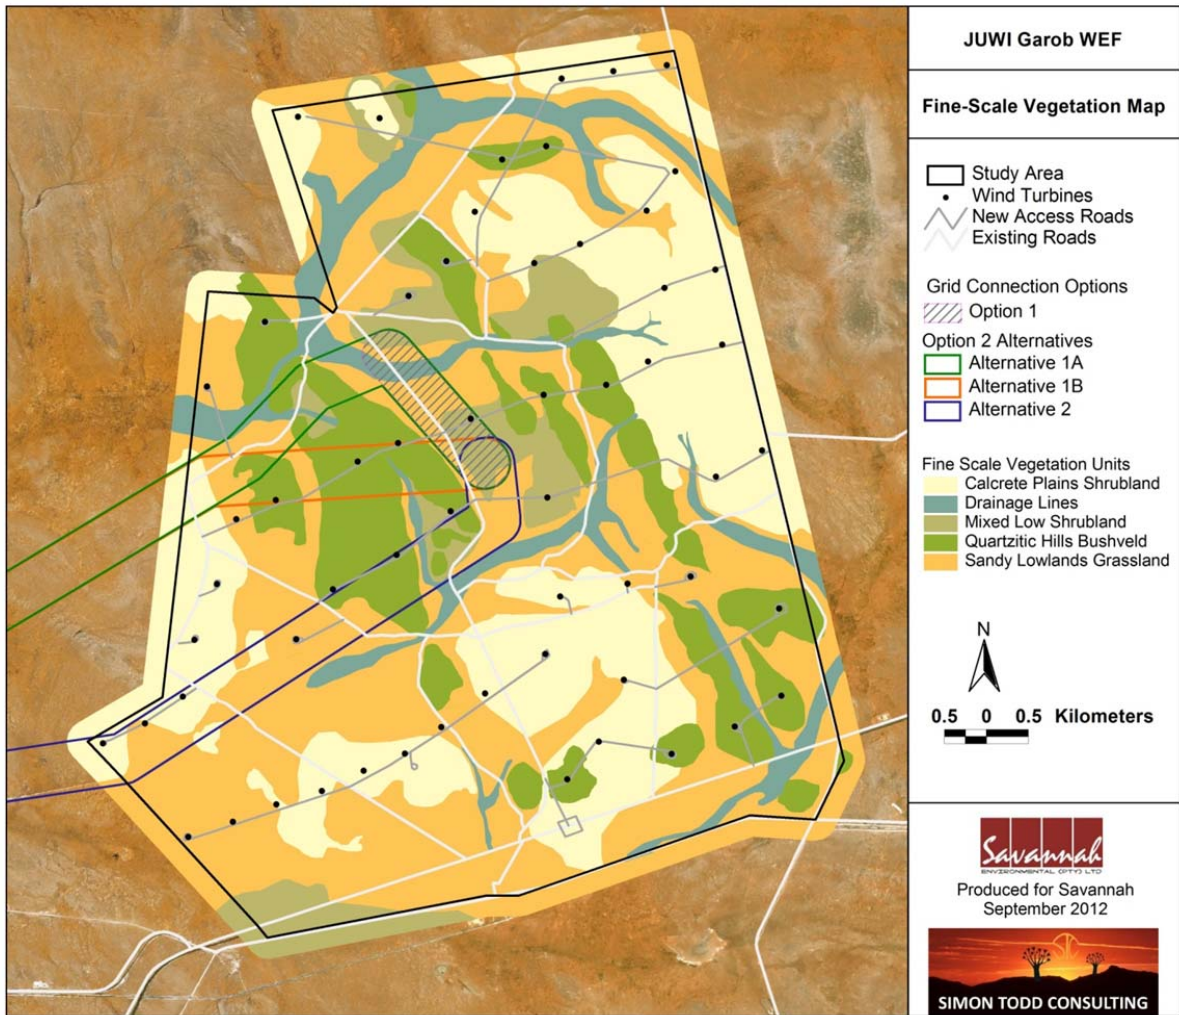 JUWI Garob WEF
Fine-Scale Vegetation Map
Study Area
Wind Turbines
New Access Roads
Existing Roads
Grid Connection Options
Option 1
Option 2 Alternatives
Alternative 1A
Alternative 1B
Alternative 2
Fine Scale Vegetation Units
Calcrete Plains Shrubland
Drainage Lines
Mixed Low Shrubland
Quartzitic Hills Bushveld
Sandy Lowlands Grassland
N
0.5 0 0.5 Kilometers
Savannah
ENVIRONMENTAL (PTY) LTD
Produced for Savannah
September 2012
SIMON TODD CONSULTING